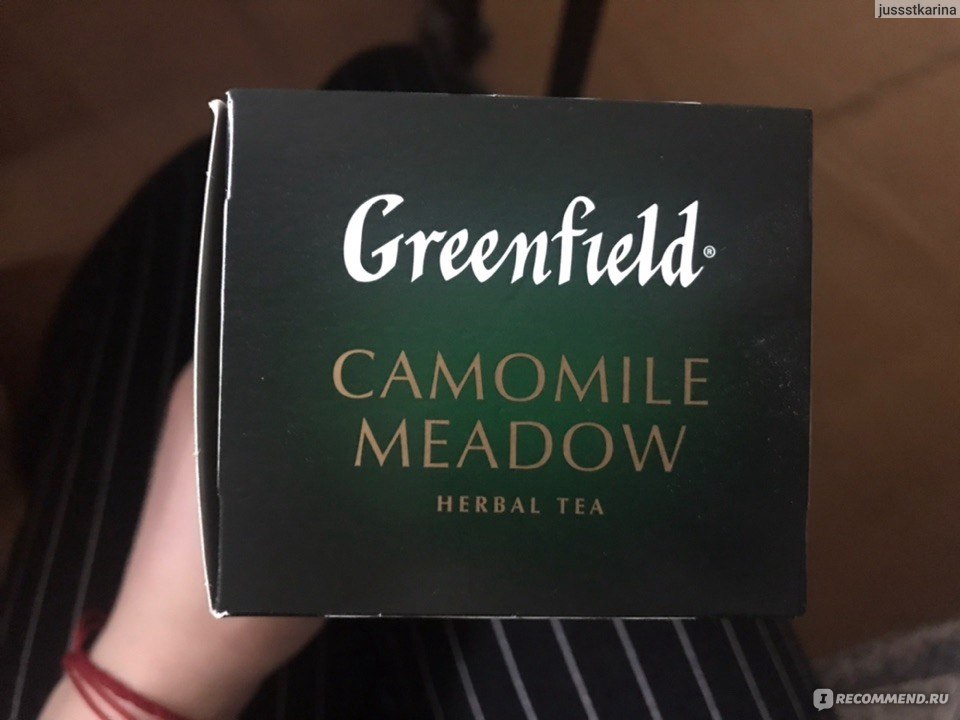 jussstkarina
Greenfield®
CAMOMILE
MEADOW
HERBAL TEA
I RECOMMEND.RU